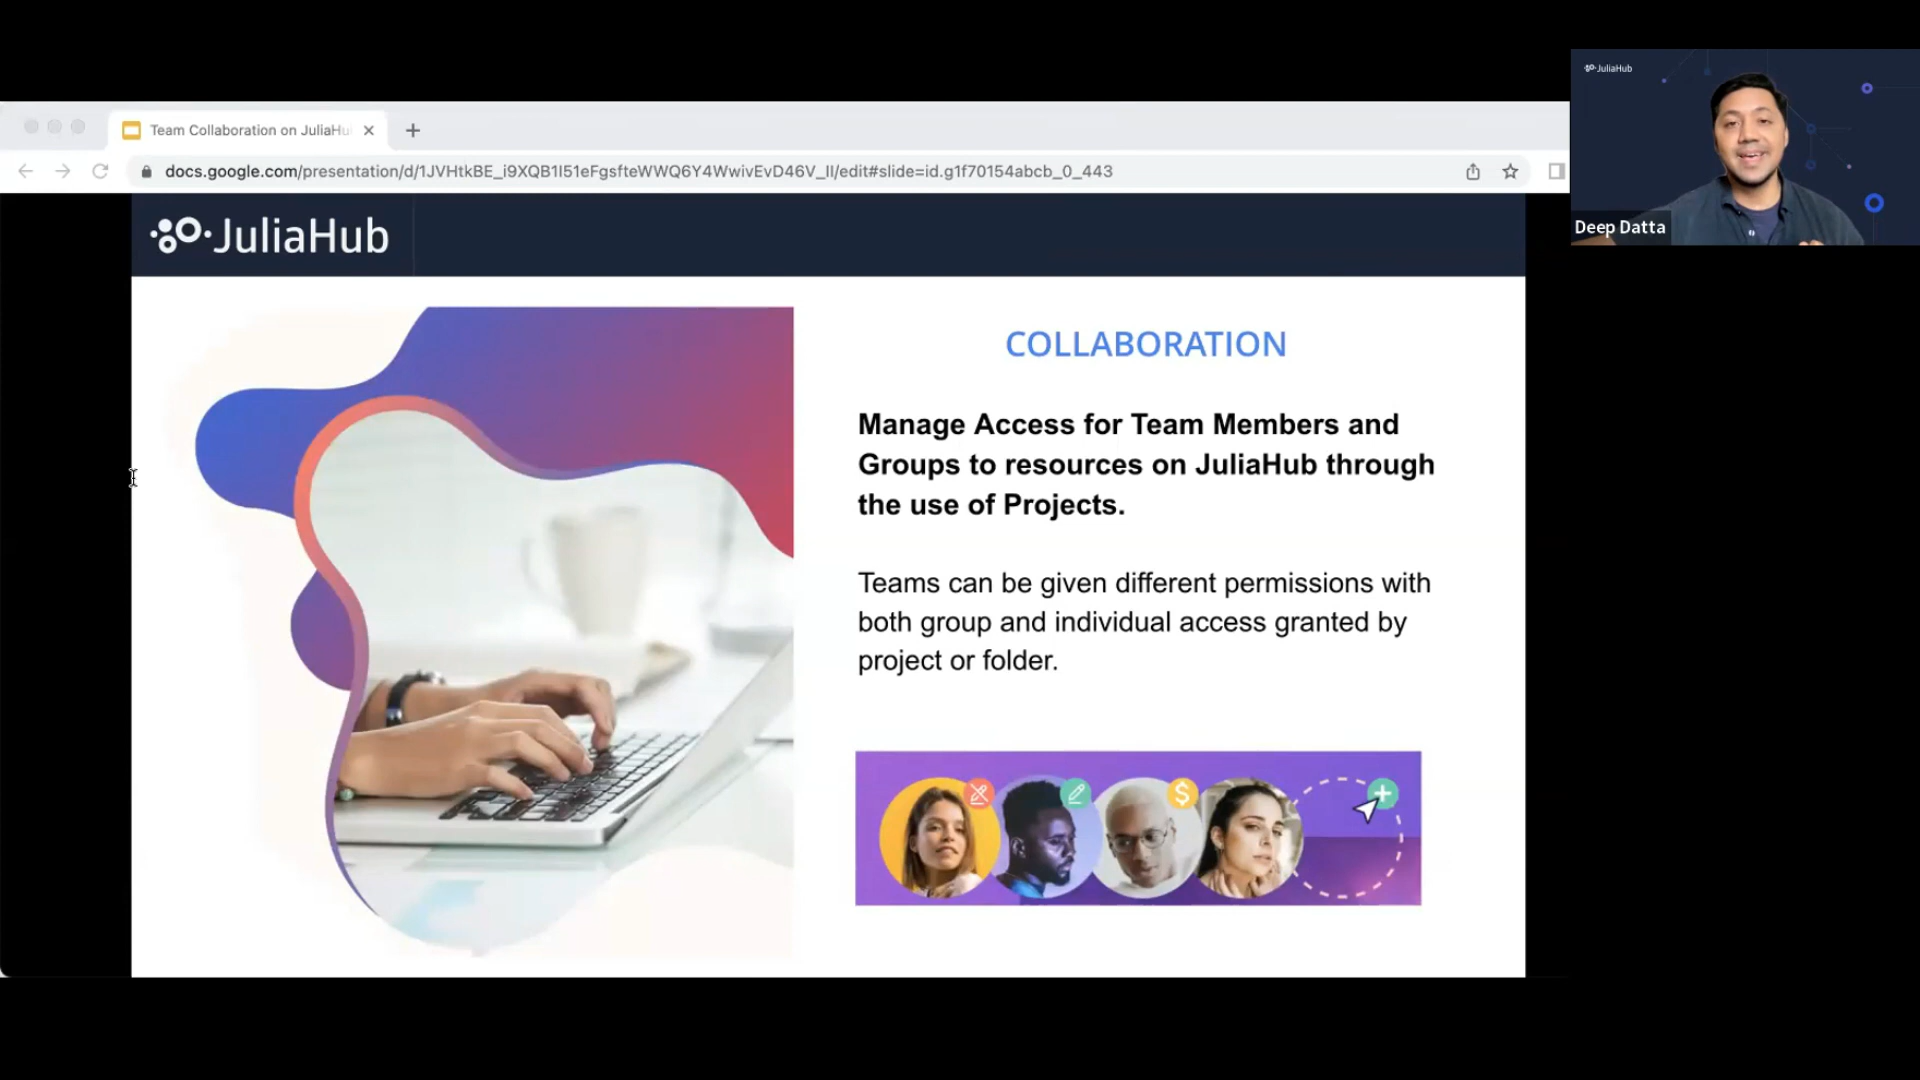 Team Collaboration on JuliaHu
docs.google.com/presentation/d/1JVHtkBE_i9XQB1I51eFgsfteWWQ6Y4WwivEvD46V_II/edit#slide=id.g1f70154abcb_0_443
JuliaHub
Deep Datta
JuliaHub
COLLABORATION
Manage Access for Team Members and
Groups to resources on JuliaHub through
the use of Projects.
Teams can be given different permissions with
both group and individual access granted by
project or folder.
$